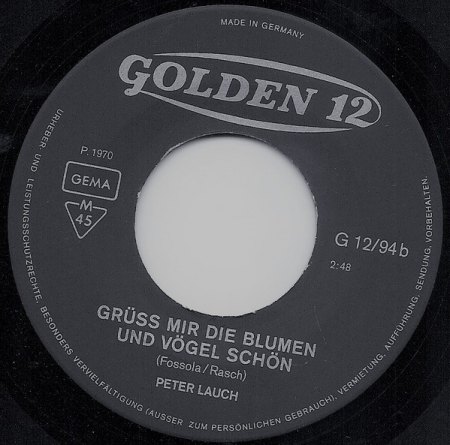 MADE IN GERMANY
GOLDEN 12
P. 1970
GEMA
M
45
G 12/94 b
2:48
GRÜSS MIR DIE BLUMEN
UND VÖGEL SCHÖN
(Fossola/Rasch)
PETER LAUCH
URHEBER- UND LEISTUNGSSCHUTZRECHTE, BESONDERS VERVIELFÄLTIGUNG (AUSSER ZUM PERSÖNLICHEN GEBRAUCH), VERMIETUNG, AUFFÜHRUNG, SENDUNG, VORBEHALTEN.